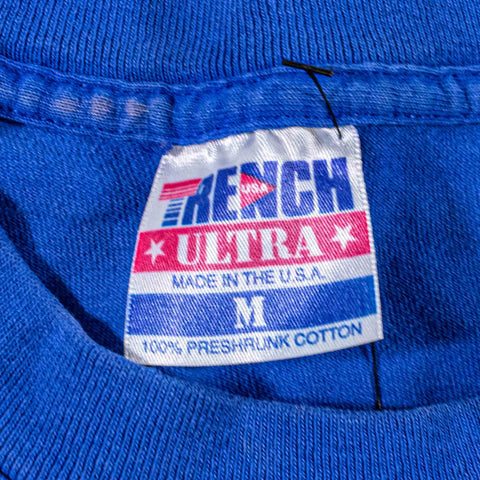 TRENCH
USA
★ ULTRA ★
MADE IN THE U.S.A.
M
100% PRESHRUNK COTTON